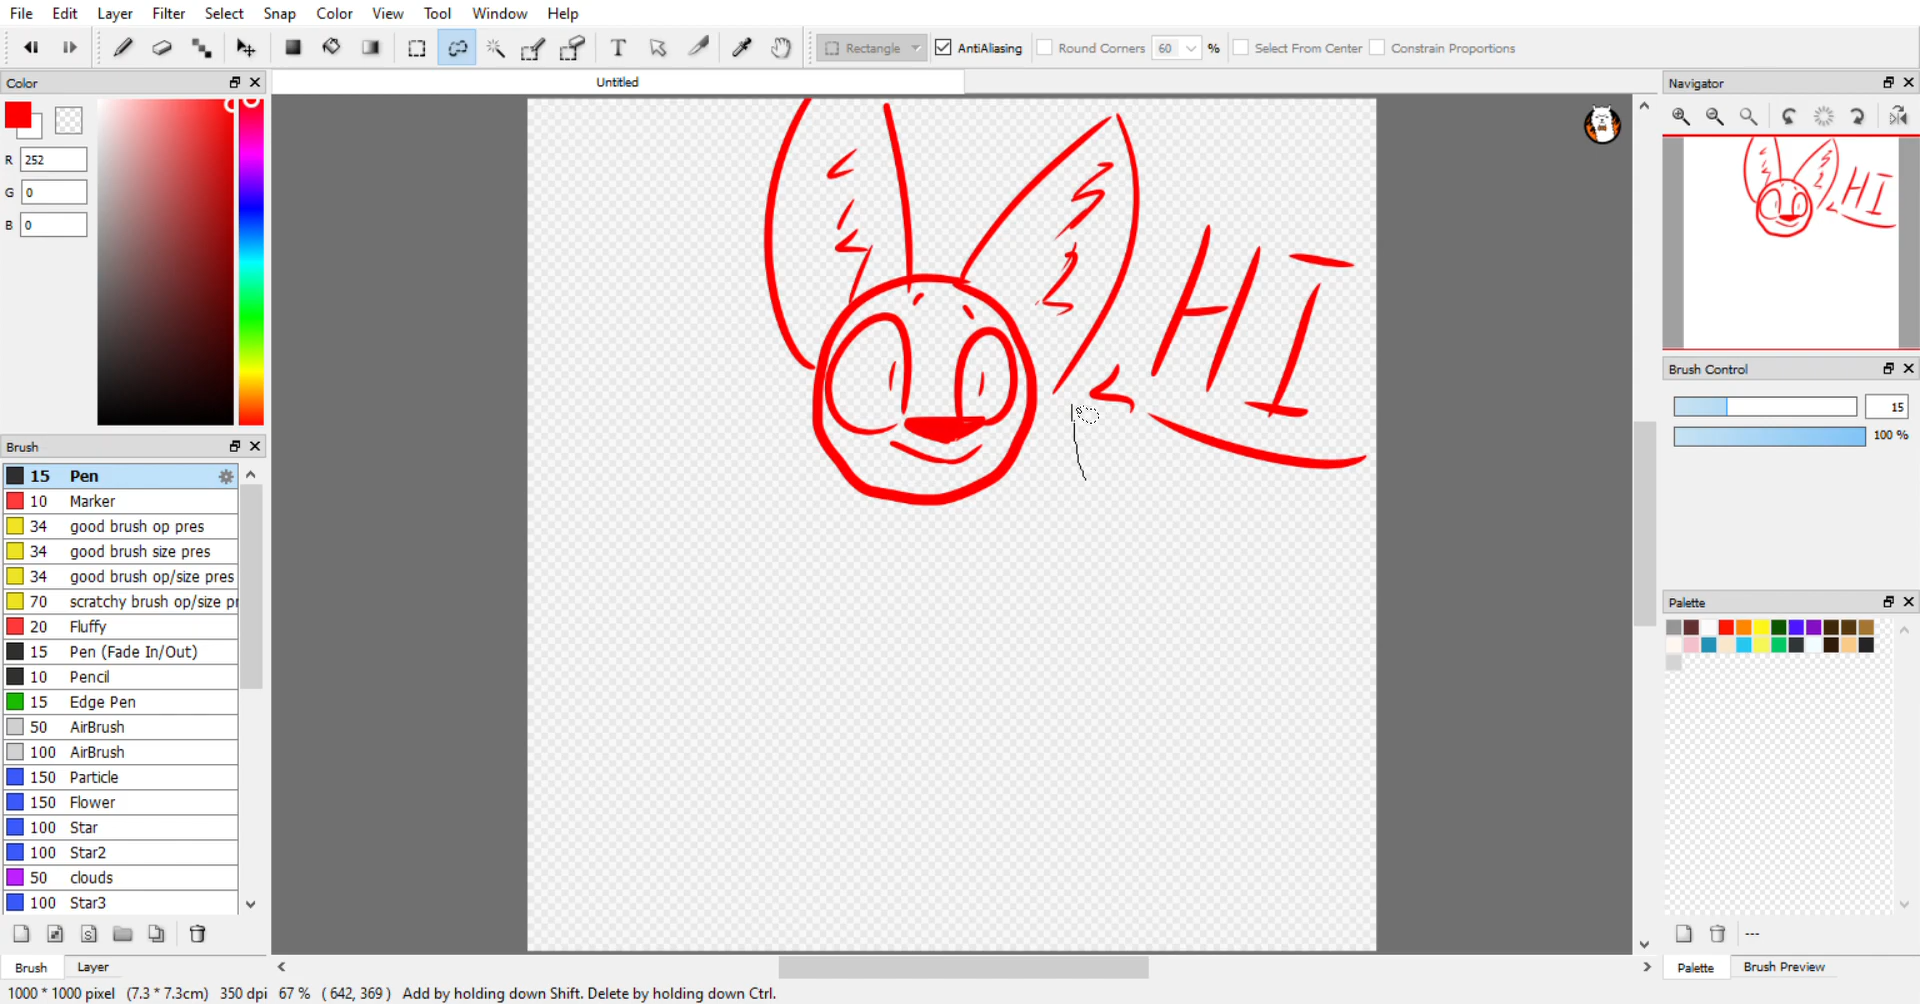 File Edit Layer Filter Select Snap Color View Tool Window Help
Rectangle AntiAliasing Round Corners 60 % Select From Center Constrain Proportions
Color Untitled Navigator
R 252
G 0
B 0
HI
HI
Brush Control
15
100 %
Brush
15 Pen
10 Marker
34 good brush op pres
34 good brush size pres
34 good brush op/size pres
70 scratchy brush op/size pr
20 Fluffy
15 Pen (Fade In/Out)
10 Pencil
15 Edge Pen
50 AirBrush
100 AirBrush
150 Particle
150 Flower
100 Star
100 Star2
50 clouds
100 Star3
Palette
---
Brush Layer
Palette Brush Preview
1000 * 1000 pixel (7.3 * 7.3cm) 350 dpi 67 % ( 642, 369 ) Add by holding down Shift. Delete by holding down Ctrl.